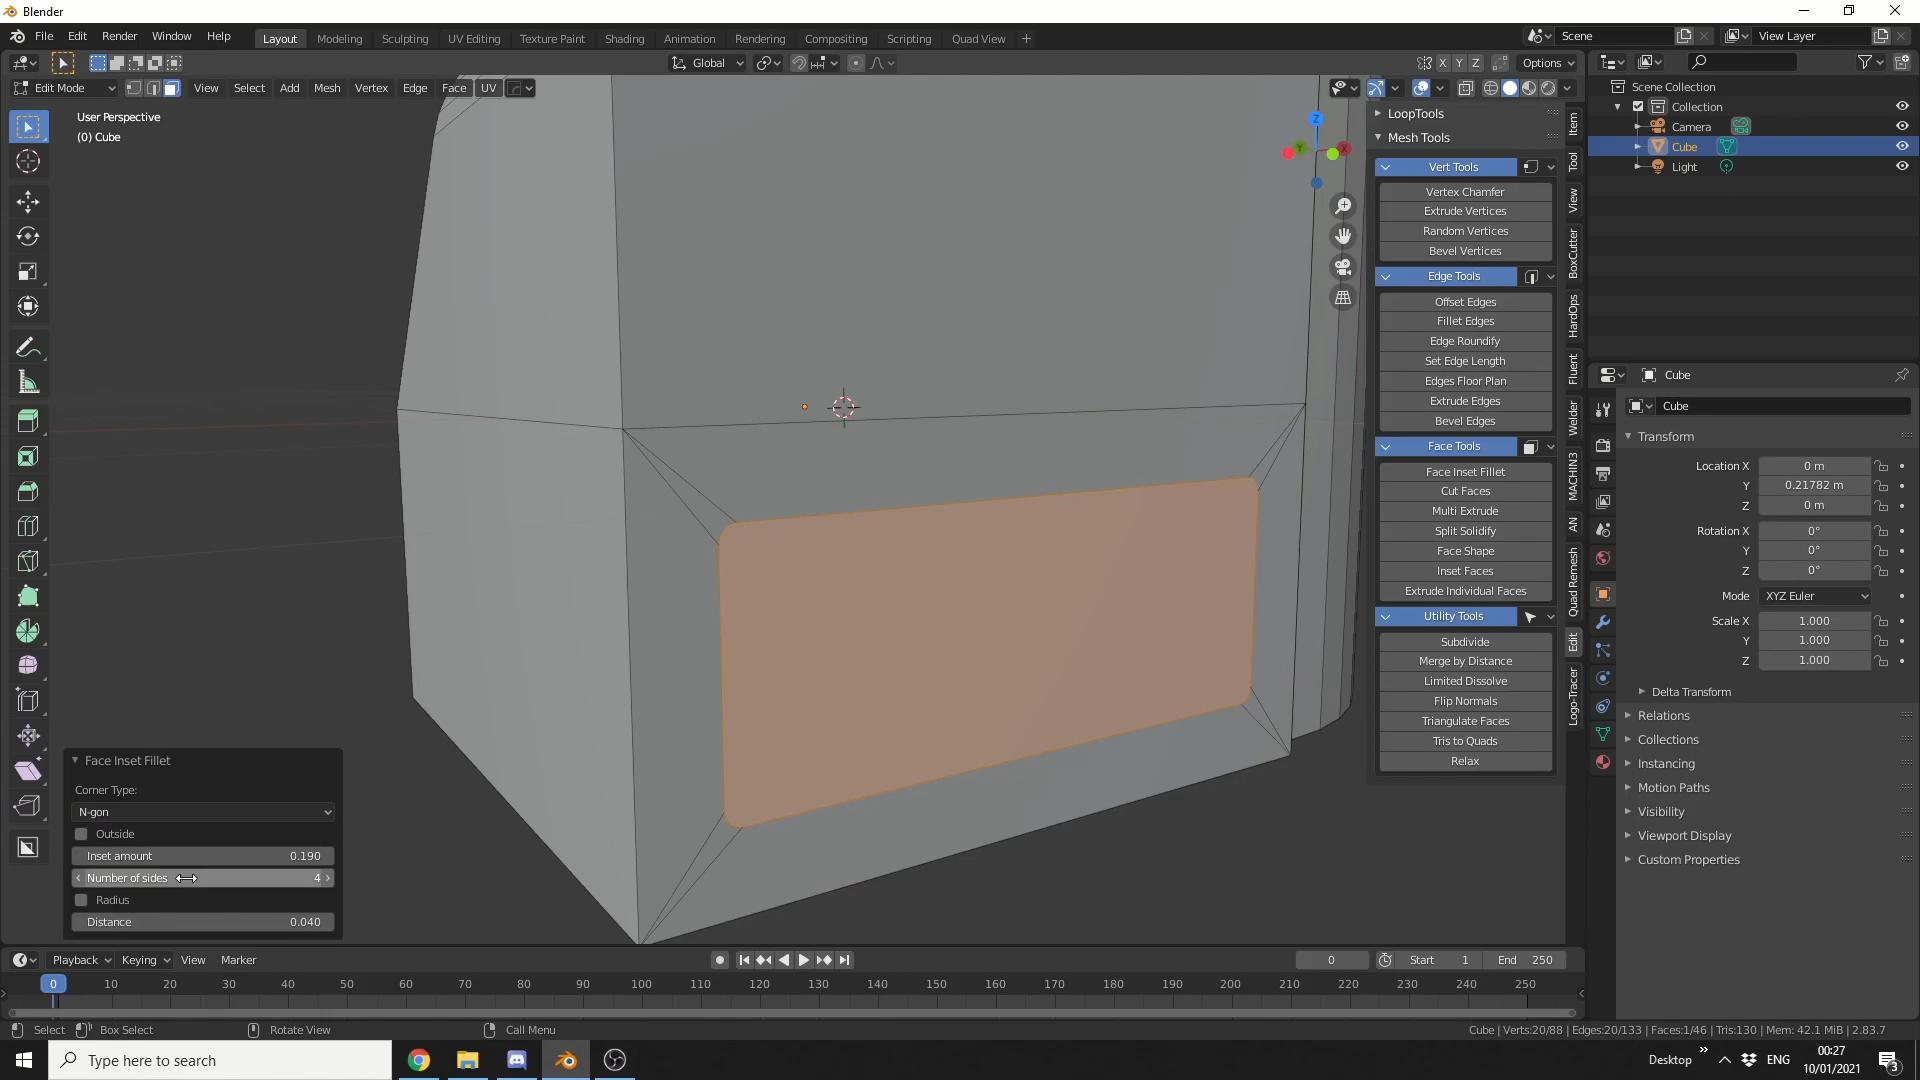 Blender
File Edit Render Window Help
Layout Modeling Sculpting UV Editing Texture Paint Shading Animation Rendering Compositing Scripting Quad View +
Scene
View Layer
Global
X Y Z
Options
Edit Mode
View Select Add Mesh Vertex Edge Face UV
User Perspective
(0) Cube
Z
Y
X
LoopTools
Mesh Tools
Vert Tools
Vertex Chamfer
Extrude Vertices
Random Vertices
Bevel Vertices
Edge Tools
Offset Edges
Fillet Edges
Edge Roundify
Set Edge Length
Edges Floor Plan
Extrude Edges
Bevel Edges
Face Tools
Face Inset Fillet
Cut Faces
Multi Extrude
Split Solidify
Face Shape
Inset Faces
Extrude Individual Faces
Utility Tools
Subdivide
Merge by Distance
Limited Dissolve
Flip Normals
Triangulate Faces
Tris to Quads
Relax
Item
Tool
View
BoxCutter
HardOps
Fluent
Welder
MACHIN3
AN
Quad Remesh
Edit
Logo-Tracer
Scene Collection
Collection
Camera
Cube
Light
Cube
Cube
Transform
Location X 0 m
Y 0.21782 m
Z 0 m
Rotation X 0°
Y 0°
Z 0°
Mode XYZ Euler
Scale X 1.000
Y 1.000
Z 1.000
Delta Transform
Relations
Collections
Instancing
Motion Paths
Visibility
Viewport Display
Custom Properties
Face Inset Fillet
Corner Type:
N-gon
Outside
Inset amount 0.190
Number of sides 4
Radius
Distance 0.040
Playback Keying View Marker
0 Start 1 End 250
0 10 20 30 40 50 60 70 80 90 100 110 120 130 140 150 160 170 180 190 200 210 220 230 240 250
Select Box Select Rotate View Call Menu
Cube | Verts:20/88 | Edges:20/133 | Faces:1/46 | Tris:130 | Mem: 42.1 MiB | 2.83.7
Type here to search
Desktop » ENG
00:27
10/01/2021
3